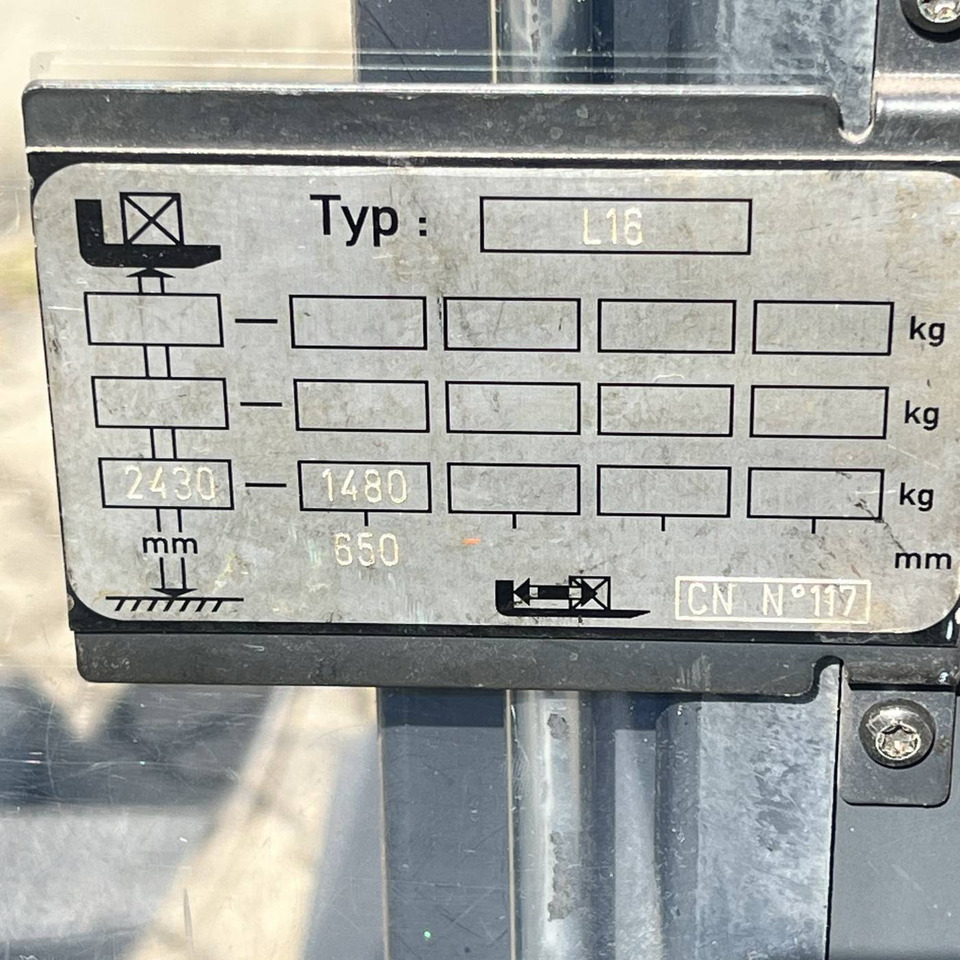 Typ : L16
kg
kg
2430 1480 kg
mm 650 mm
CN N°117